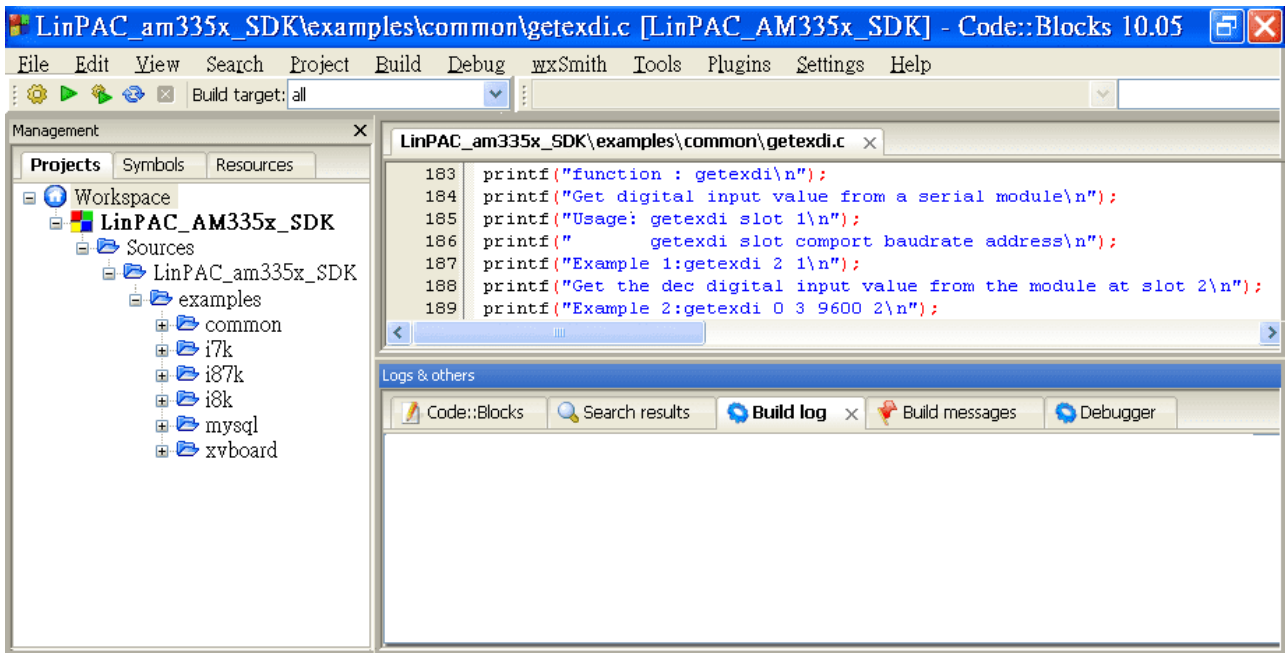 LinPAC_am335x_SDK\examples\common\getexdi.c [LinPAC_AM335x_SDK] - Code::Blocks 10.05
File Edit View Search Project Build Debug wxSmith Tools Plugins Settings Help
Build target: all
Management
Projects Symbols Resources
Workspace
LinPAC_AM335x_SDK
Sources
LinPAC_am335x_SDK
examples
common
i7k
i87k
i8k
mysql
xvboard
LinPAC_am335x_SDK\examples\common\getexdi.c
183 printf("function : getexdi\n");
184 printf("Get digital input value from a serial module\n");
185 printf("Usage: getexdi slot 1\n");
186 printf("        getexdi slot comport baudrate address\n");
187 printf("Example 1:getexdi 2 1\n");
188 printf("Get the dec digital input value from the module at slot 2\n");
189 printf("Example 2:getexdi 0 3 9600 2\n");
Logs & others
Code::Blocks Search results Build log Build messages Debugger